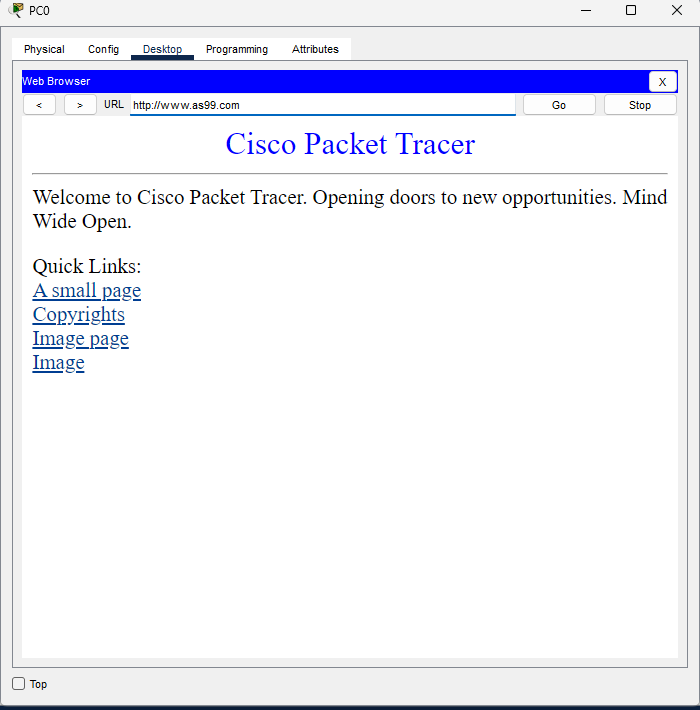 PC0
Physical Config Desktop Programming Attributes
Web Browser X
< > URL http://www.as99.com Go Stop
Cisco Packet Tracer
Welcome to Cisco Packet Tracer. Opening doors to new opportunities. Mind
Wide Open.
Quick Links:
A small page
Copyrights
Image page
Image
Top